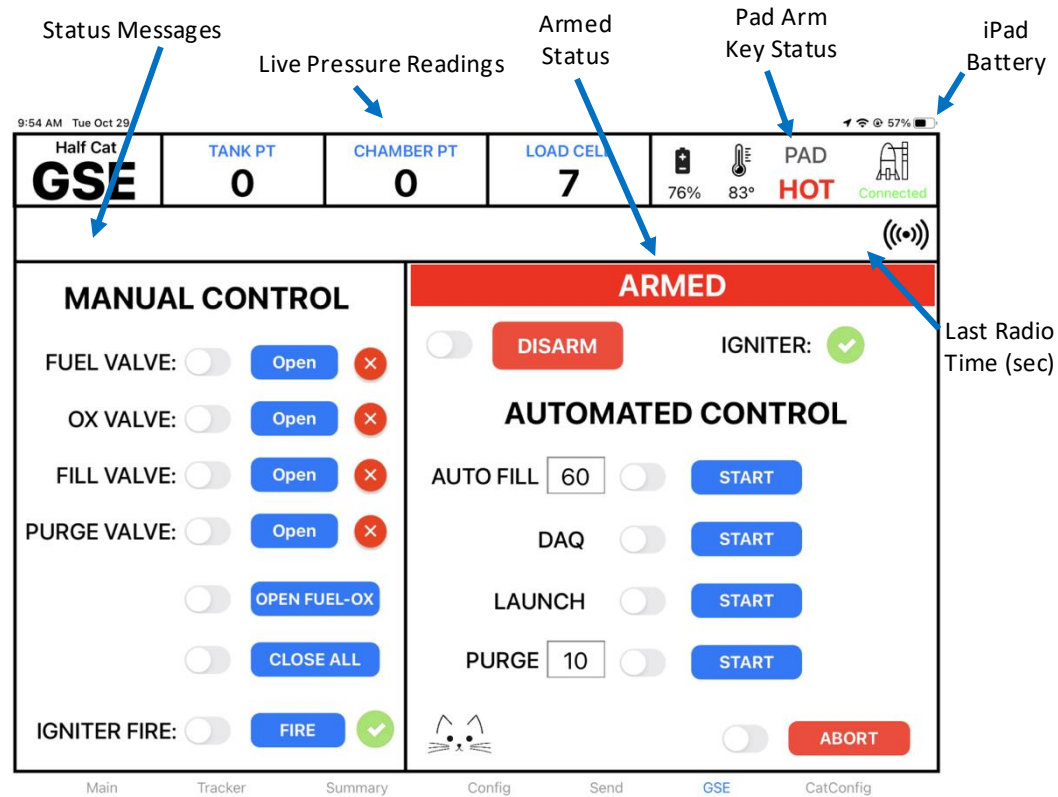 Status Messages
Live Pressure Readings
Armed
Status
Pad Arm
Key Status
iPad
Battery
9:54 AM Tue Oct 29
57%
Half Cat
GSE
TANK PT
0
CHAMBER PT
0
LOAD CELL
7
76%
83°
PAD
HOT
Connected
MANUAL CONTROL
FUEL VALVE: Open
OX VALVE: Open
FILL VALVE: Open
PURGE VALVE: Open
OPEN FUEL-OX
CLOSE ALL
IGNITER FIRE: FIRE
ARMED
DISARM IGNITER:
Last Radio
Time (sec)
AUTOMATED CONTROL
AUTO FILL 60 START
DAQ START
LAUNCH START
PURGE 10 START
ABORT
Main Tracker Summary Config Send GSE CatConfig